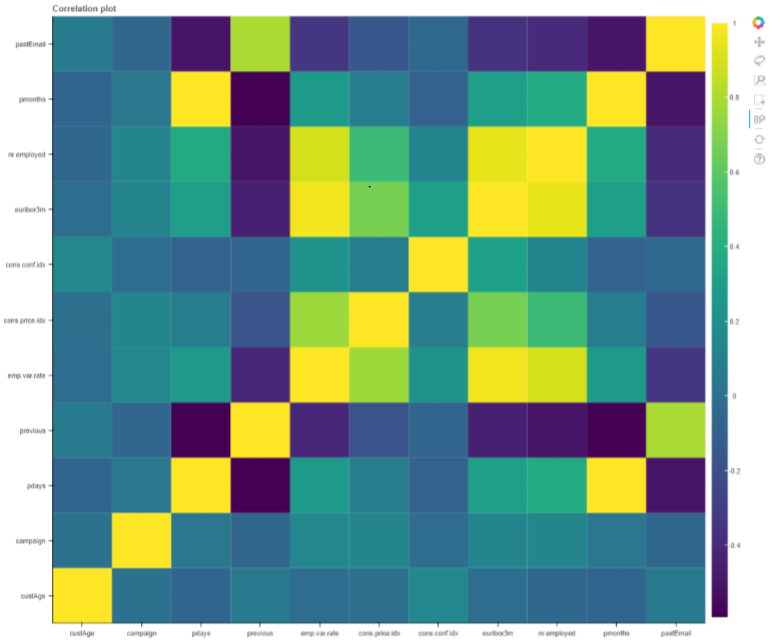 Correlation plot
pastEmail
pmonths
nr.employed
euribor3m
cons.conf.idx
cons.price.idx
emp.var.rate
previous
pdays
campaign
custAge
custAge campaign pdays previous emp.var.rate cons.price.idx cons.conf.idx euribor3m nr.employed pmonths pastEmail
1
0.8
0.6
0.4
0.2
0
-0.2
-0.4